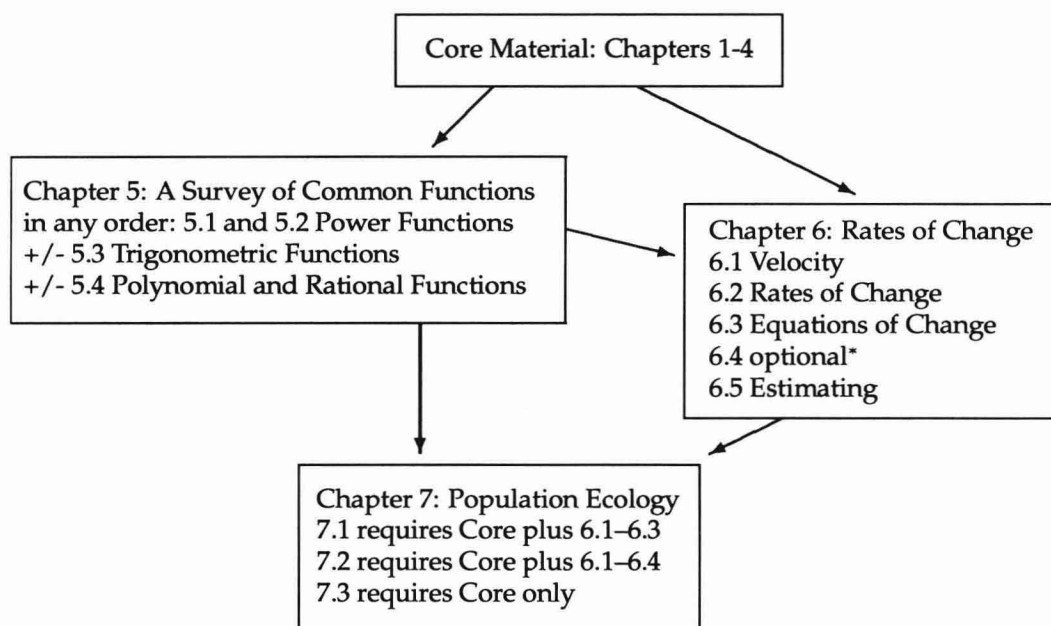 Core Material: Chapters 1-4
Chapter 5: A Survey of Common Functions
in any order: 5.1 and 5.2 Power Functions
+/- 5.3 Trigonometric Functions
+/- 5.4 Polynomial and Rational Functions
Chapter 6: Rates of Change
6.1 Velocity
6.2 Rates of Change
6.3 Equations of Change
6.4 optional*
6.5 Estimating
Chapter 7: Population Ecology
7.1 requires Core plus 6.1–6.3
7.2 requires Core plus 6.1–6.4
7.3 requires Core only